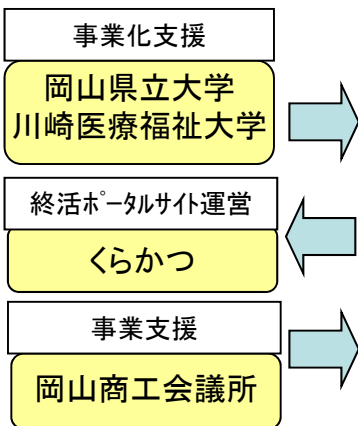 事業化支援
岡山県立大学
川崎医療福祉大学
終活ﾎﾟｰﾀﾙｻｲﾄ運営
くらかつ
事業支援
岡山商工会議所